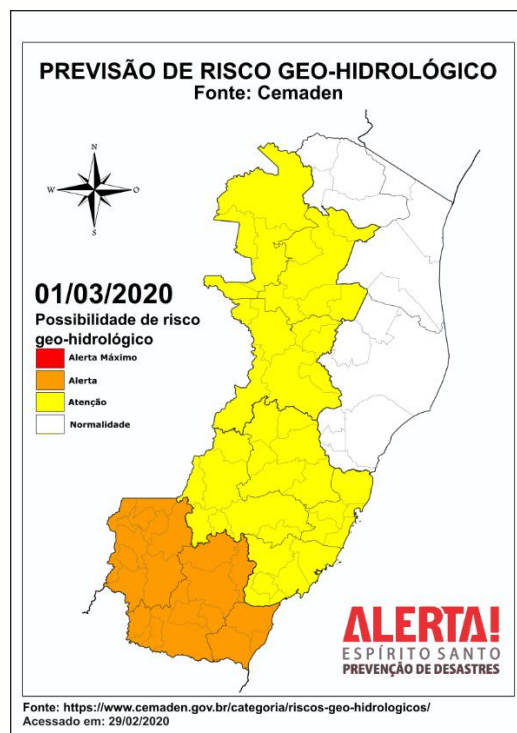 PREVISÃO DE RISCO GEO-HIDROLÓGICO
Fonte: Cemaden
N
W
O
S
01/03/2020
Possibilidade de risco
geo-hidrológico
Alerta Máximo
Alerta
Atenção
Normalidade
ALERTA!
ESPÍRITO SANTO
PREVENÇÃO DE DESASTRES
Fonte: https://www.cemaden.gov.br/categoria/riscos-geo-hidrologicos/
Acessado em: 29/02/2020